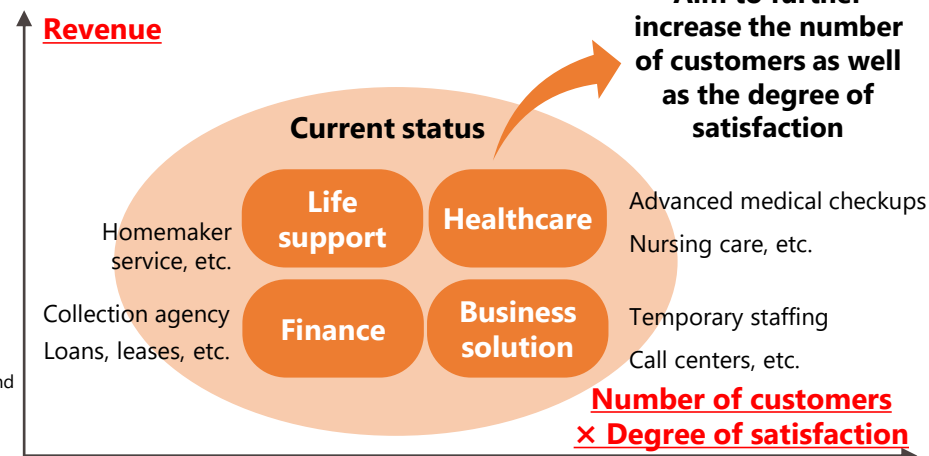 Revenue
increase the number
of customers as well
as the degree of
satisfaction
Current status
Life
support
Healthcare
Homemaker
service, etc.
Advanced medical checkups
Nursing care, etc.
Finance
Business
solution
Collection agency
Loans, leases, etc.
Temporary staffing
Call centers, etc.
Number of customers
× Degree of satisfaction